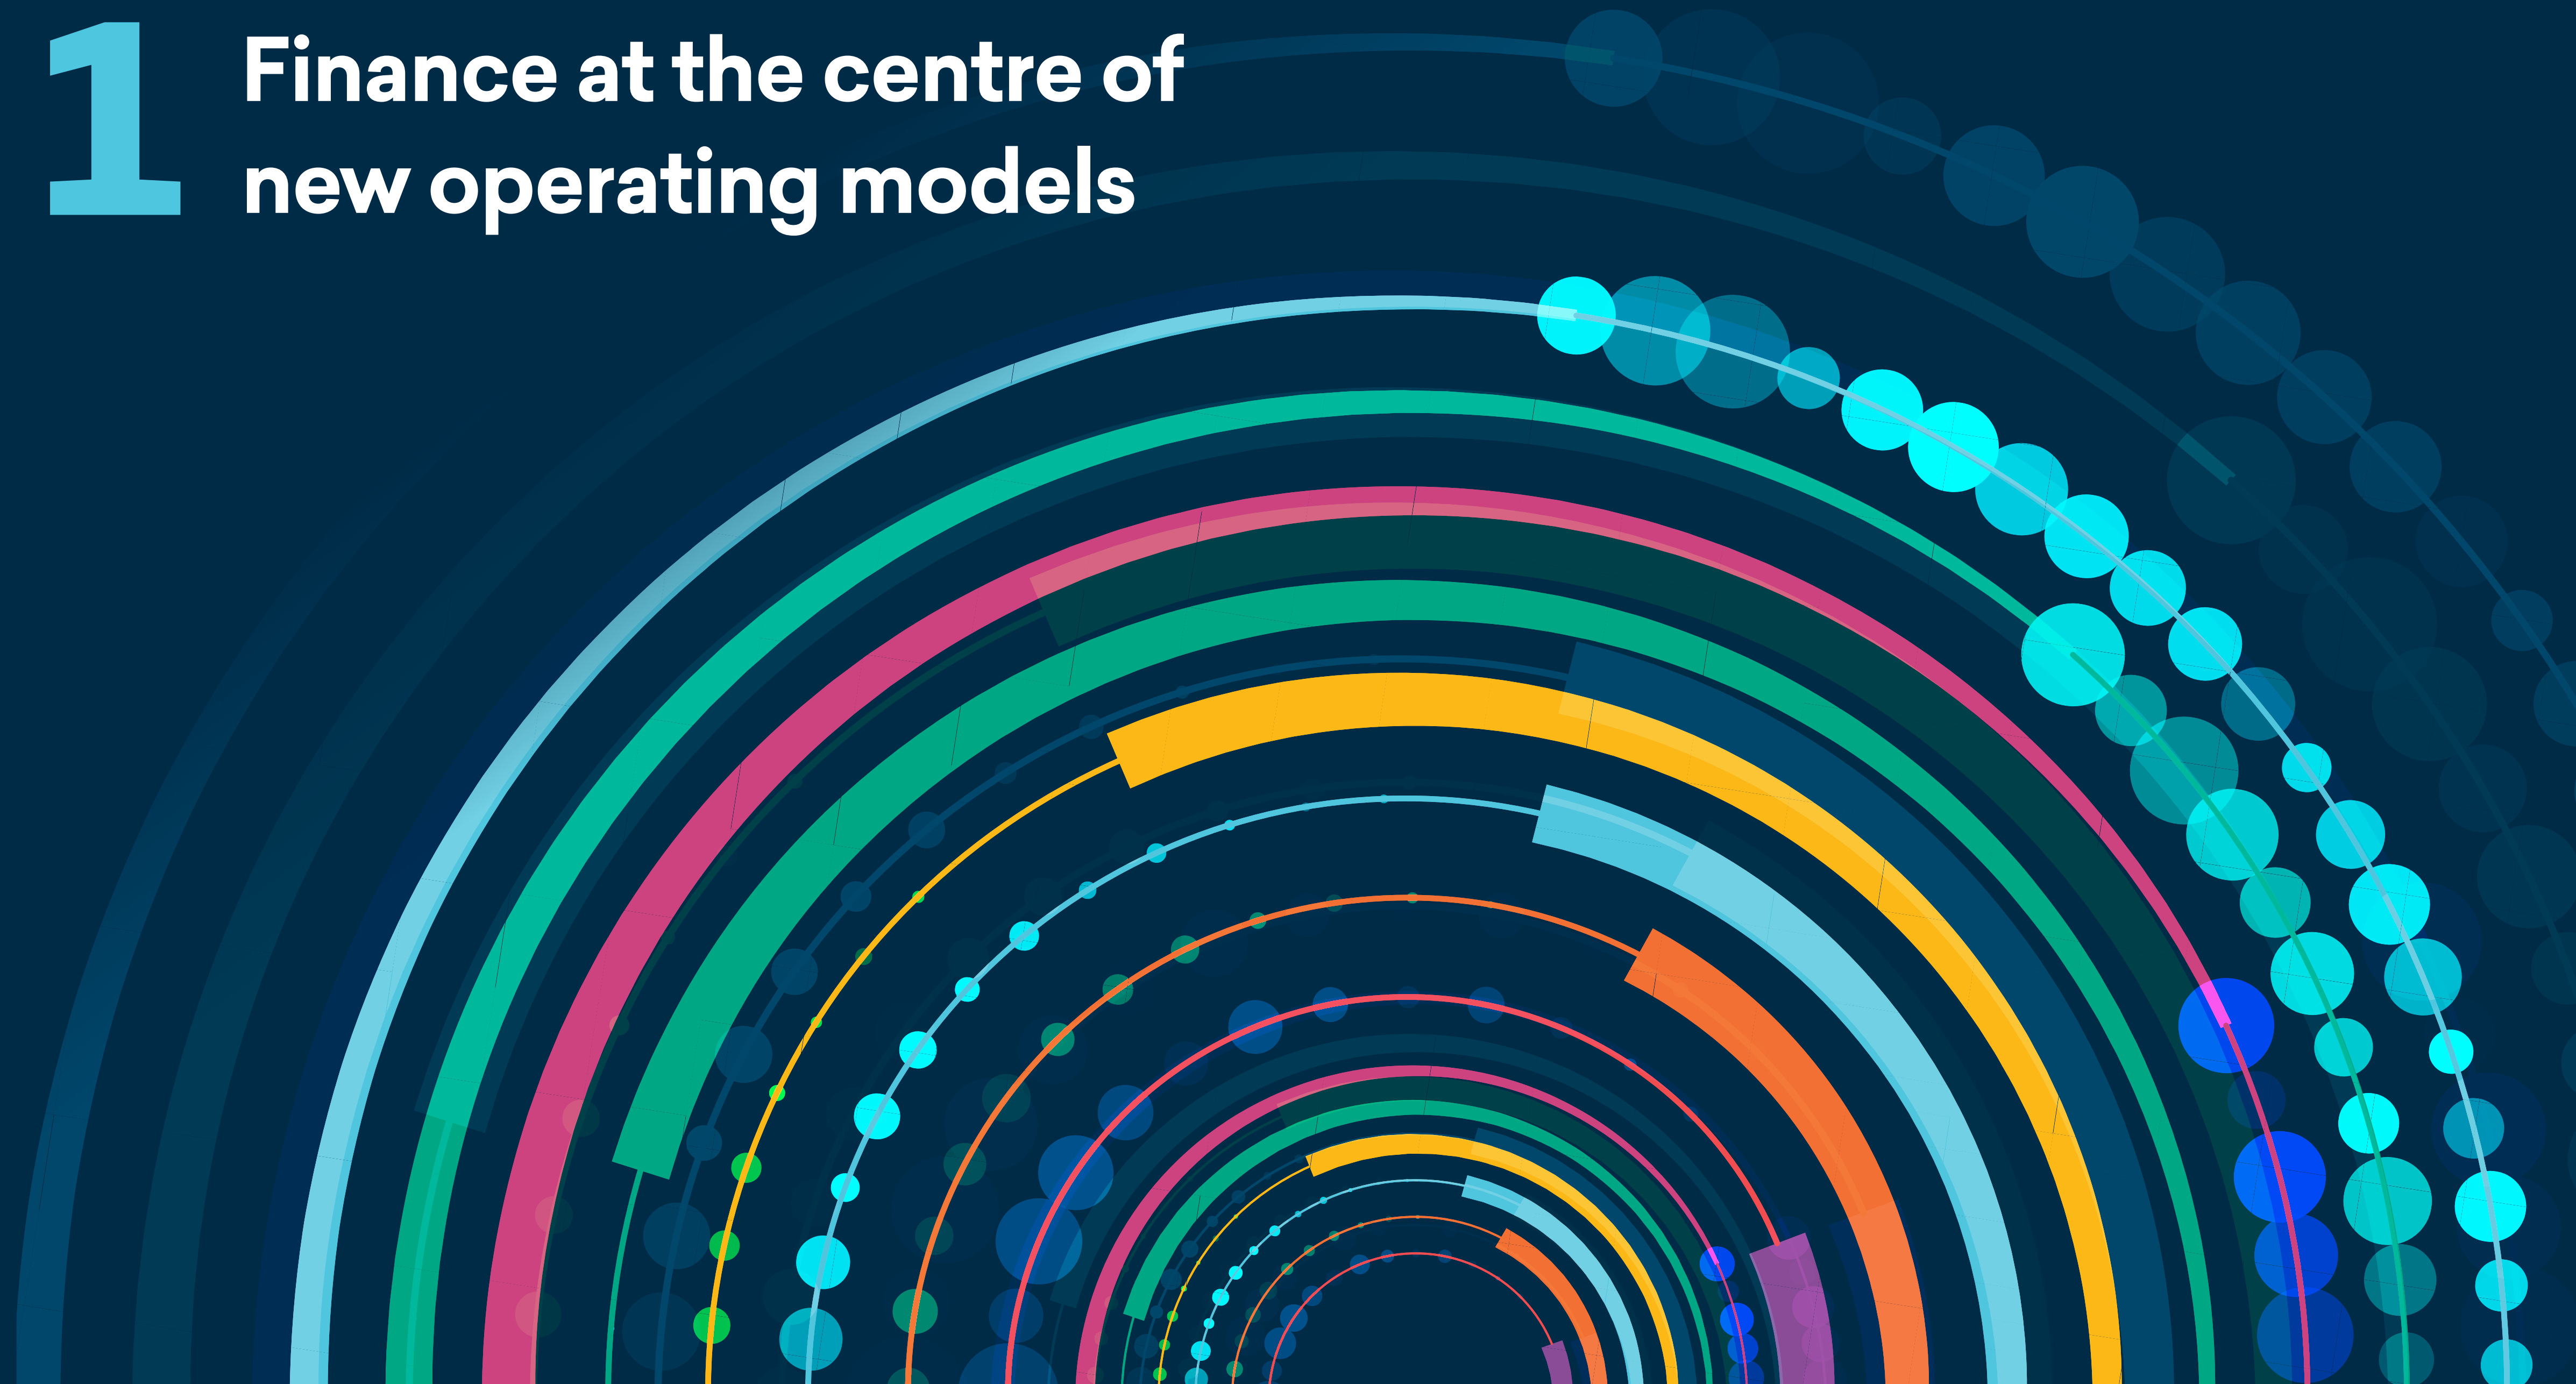 1
Finance at the centre of
new operating models